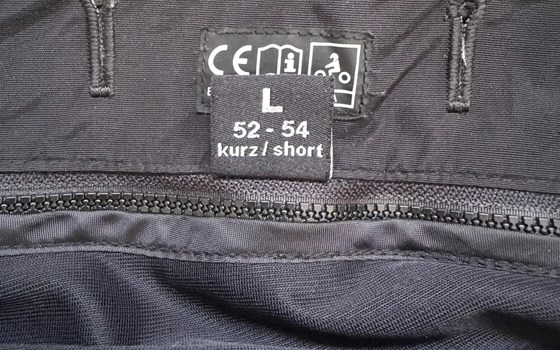 CE
L
52 - 54
kurz / short